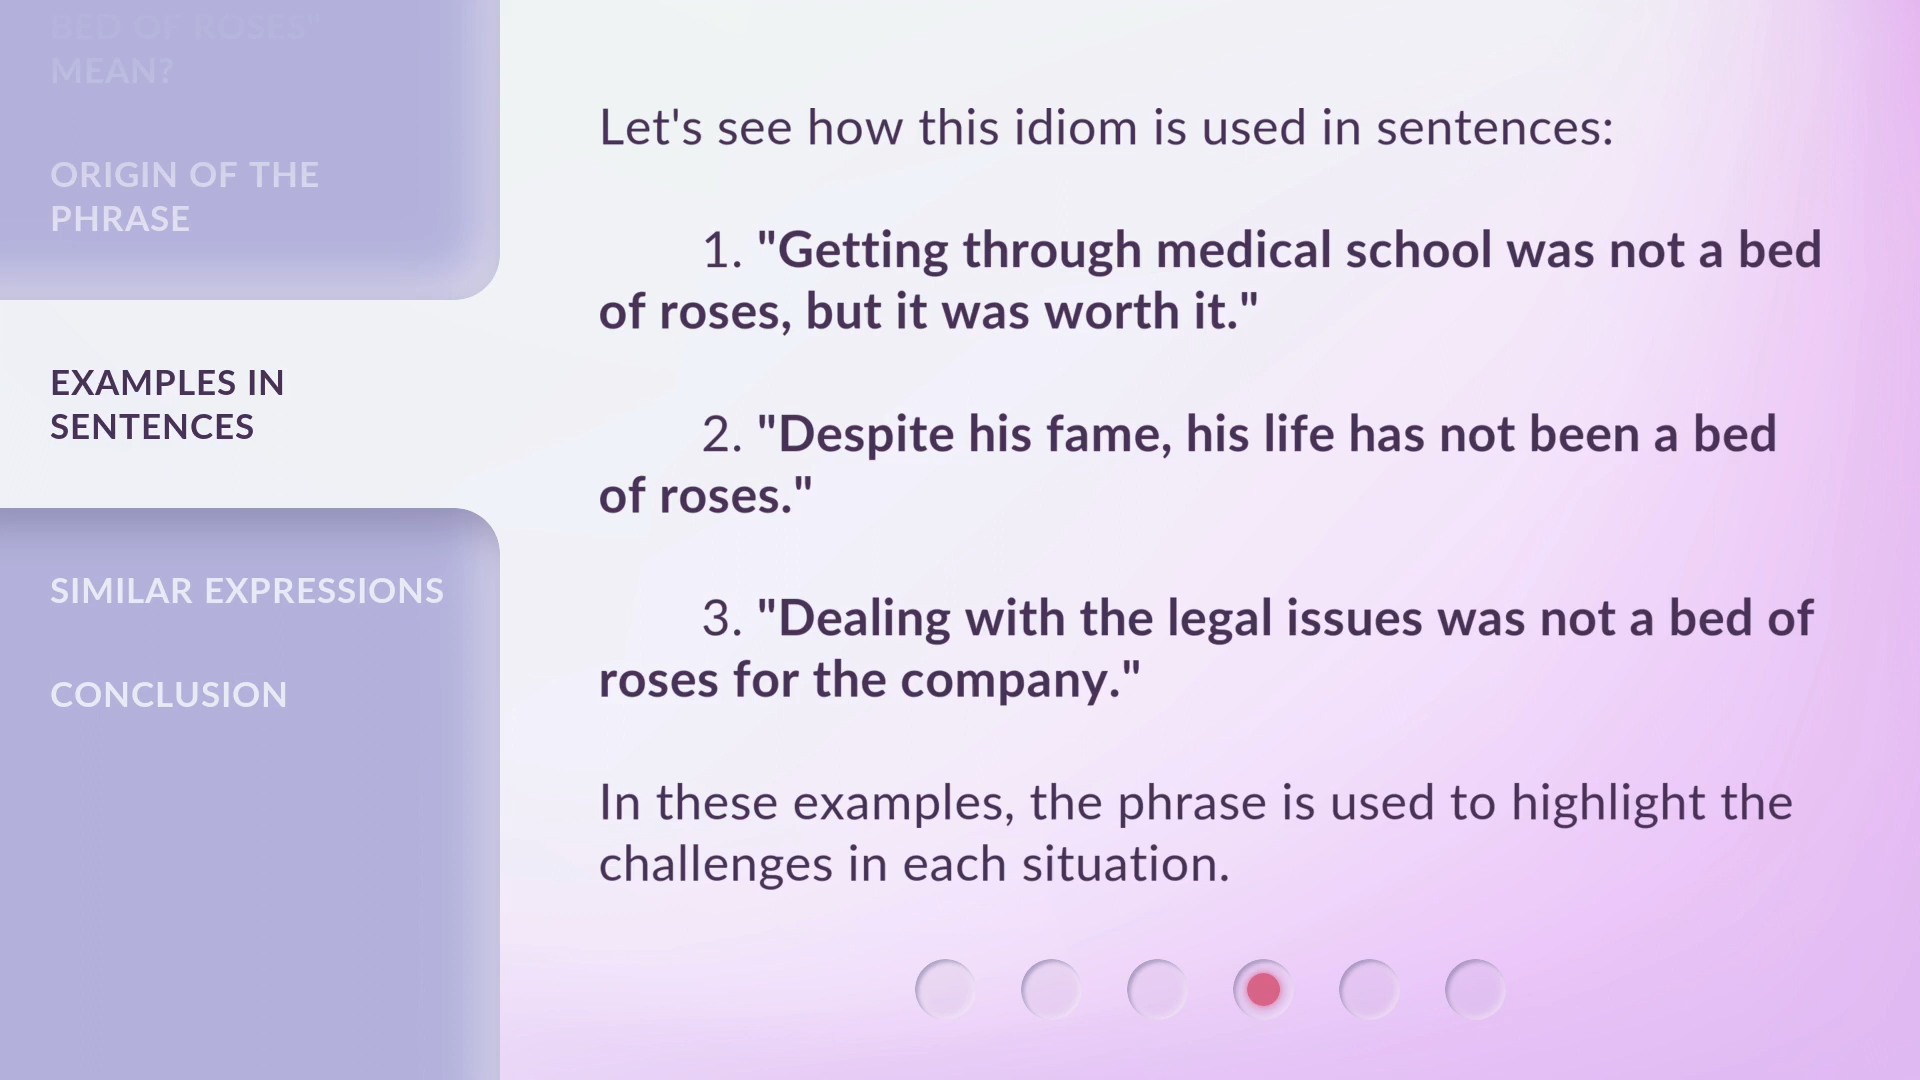 BED OF ROSES"
MEAN?
ORIGIN OF THE
PHRASE
EXAMPLES IN
SENTENCES
SIMILAR EXPRESSIONS
CONCLUSION
Let's see how this idiom is used in sentences:
1. "Getting through medical school was not a bed
of roses, but it was worth it."
2. "Despite his fame, his life has not been a bed
of roses."
3. "Dealing with the legal issues was not a bed of
roses for the company."
In these examples, the phrase is used to highlight the
challenges in each situation.